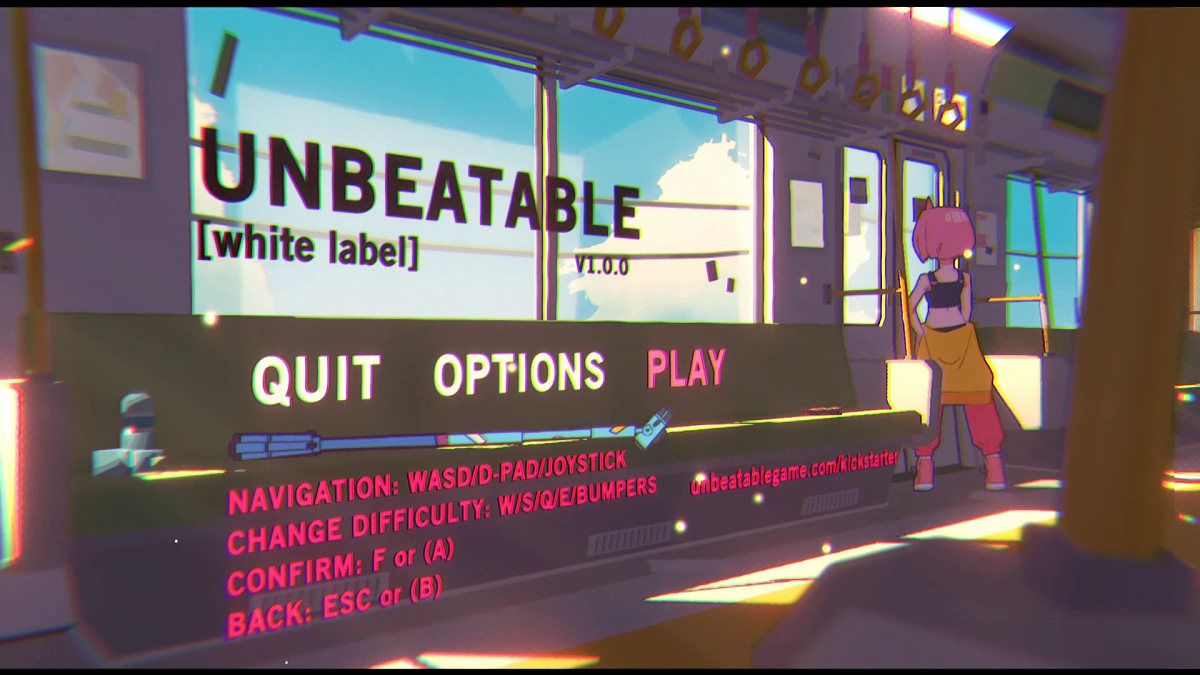 UNBEATABLE
[white label]
V1.0.0
QUIT OPTIONS PLAY
NAVIGATION: WASD/D-PAD/JOYSTICK
CHANGE DIFFICULTY: W/S/Q/E/BUMPERS
CONFIRM: F or (A)
BACK: ESC or (B)
unbeatablegame.com/kickstarter